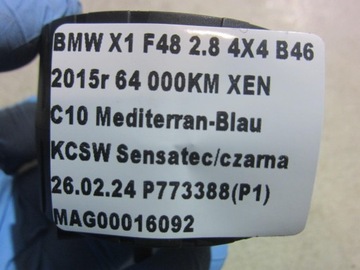 BMW X1 F48 2.8 4X4 B46
2015r 64 000KM XEN
C10 Mediterran-Blau
KCSW Sensatec/czarna
26.02.24 P773388(P1)
MAG00016092